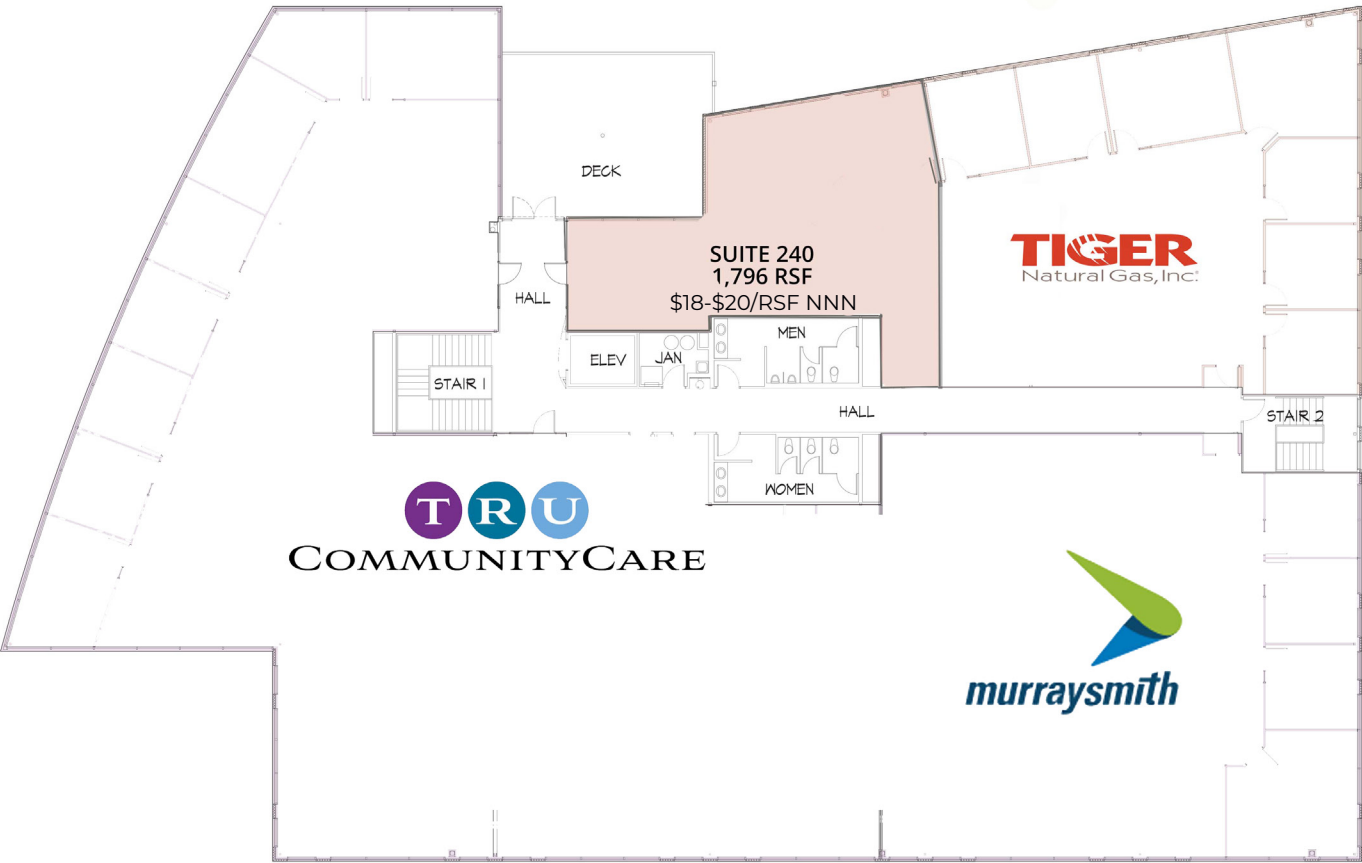 DECK
SUITE 240
1,796 RSF
$18-$20/RSF NNN
TIGER
Natural Gas, Inc.
HALL
MEN
ELEV
JAN
STAIR 1
HALL
STAIR 2
WOMEN
TRU
COMMUNITYCARE
murraysmith